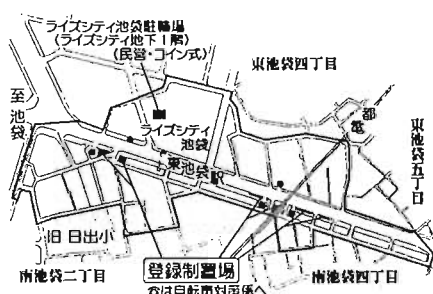 ライズシティ池袋駐輪場
(ライズシティ地下1階)
(民営・コイン式)
東池袋四丁目
都電
至池袋
ライズシティ
池袋
東池袋
東池袋五丁目
旧日出小
登録制置場
南池袋二丁目
南池袋四丁目